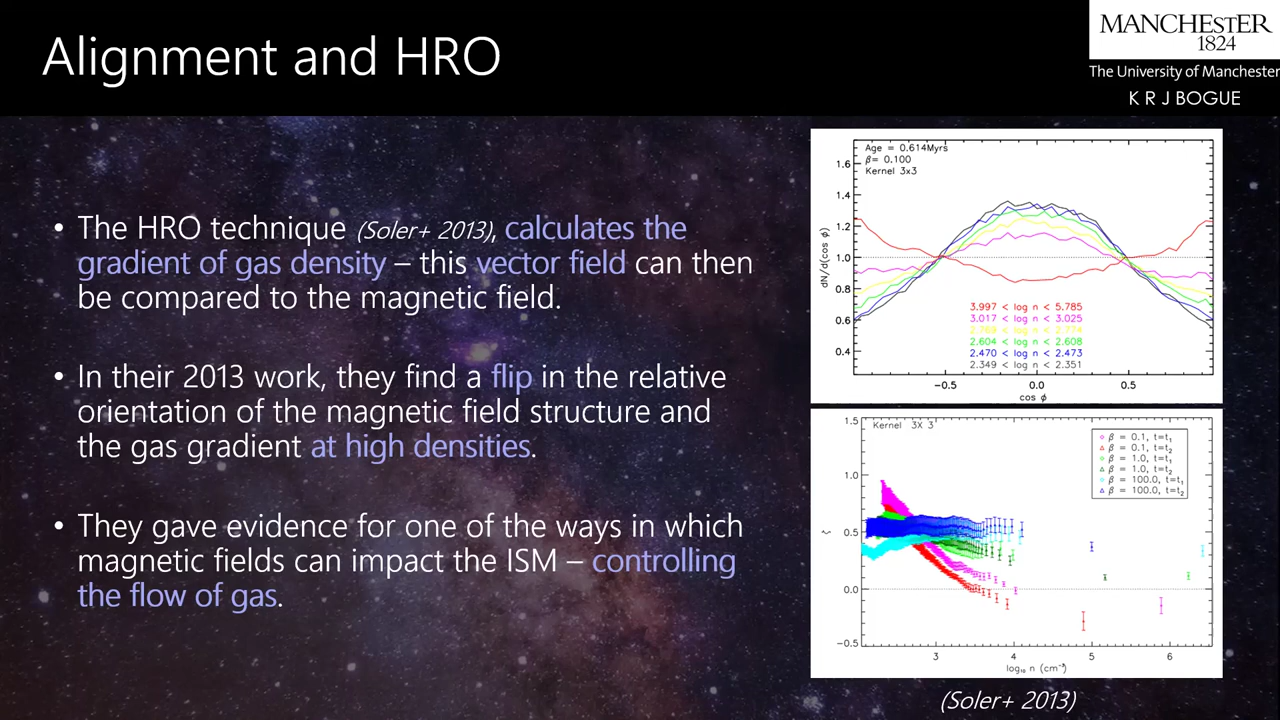 Alignment and HRO
MANCHESTER
1824
The University of Manchester
K R J BOGUE
• The HRO technique (Soler+ 2013), calculates the
gradient of gas density – this vector field can then
be compared to the magnetic field.
• In their 2013 work, they find a flip in the relative
orientation of the magnetic field structure and
the gas gradient at high densities.
• They gave evidence for one of the ways in which
magnetic fields can impact the ISM – controlling
the flow of gas.
Age = 0.614Myrs
β= 0.100
Kernel 3x3
1.6
1.4
1.2
1.0
0.8
0.6
0.4
dN/d(cos ϕ)
3.997 < log n < 5.785
3.017 < log n < 3.025
2.769 < log n < 2.774
2.604 < log n < 2.608
2.470 < log n < 2.473
2.349 < log n < 2.351
−0.5 0.0 0.5
cos ϕ
Kernel 3X 3
β = 0.1, t=t₁
β = 0.1, t=t₂
β = 1.0, t=t₁
β = 1.0, t=t₂
β = 100.0, t=t₁
β = 100.0, t=t₂
1.5
1.0
0.5
0.0
−0.5
ζ
3 4 5 6
log₁₀ n (cm⁻³)
(Soler+ 2013)